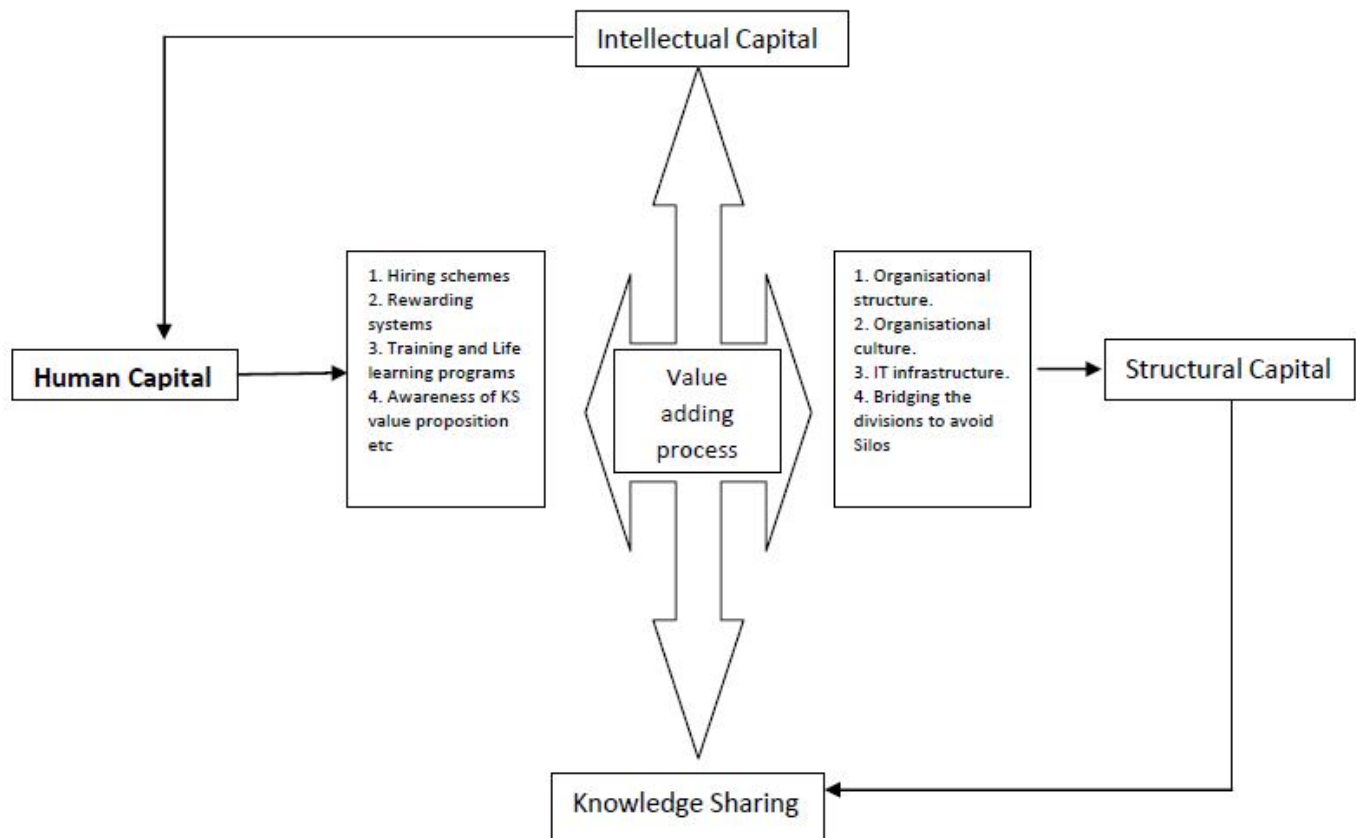 Intellectual Capital
1. Hiring schemes
2. Rewarding
systems
3. Training and Life
learning programs
4. Awareness of KS
value proposition
etc
1. Organisational
structure.
2. Organisational
culture.
3. IT infrastructure.
4. Bridging the
divisions to avoid
Silos
Human Capital
Value
adding
process
Structural Capital
Knowledge Sharing